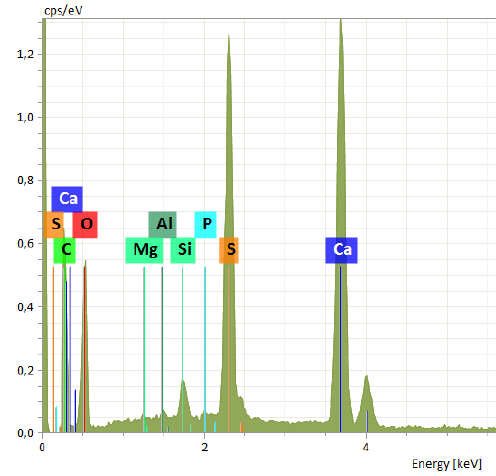 cps/eV
1,2
1,0
0,8
Ca
S O Al P
C Mg Si S Ca
0,6
0,4
0,2
0,0
0 2 4
Energy [keV]